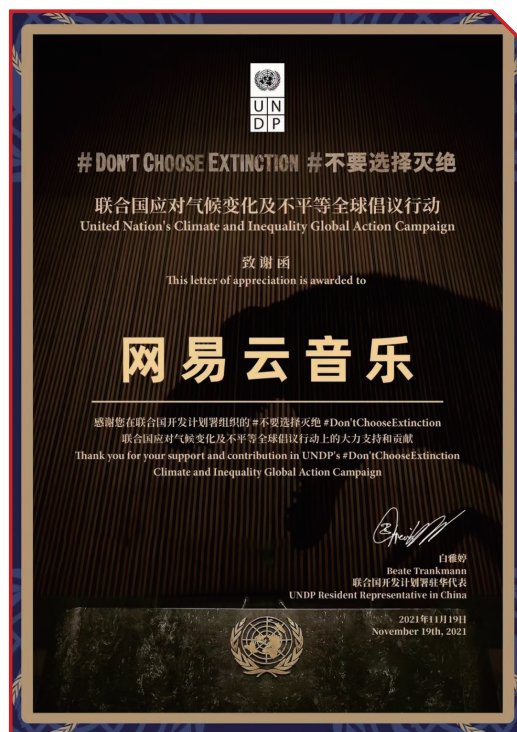 U N
D P
# DON'T CHOOSE EXTINCTION #不要选择灭绝
联合国应对气候变化及不平等全球倡议行动
United Nation's Climate and Inequality Global Action Campaign
致谢函
This letter of appreciation is awarded to
网易云音乐
感谢您在联合国开发计划署组织的 #不要选择灭绝 #Don'tChooseExtinction
联合国应对气候变化及不平等全球倡议行动上的大力支持和贡献
Thank you for your support and contribution in UNDP's #Don'tChooseExtinction
Climate and Inequality Global Action Campaign
白雅婷
Beate Trankmann
联合国开发计划署驻华代表
UNDP Resident Representative in China
2021年11月19日
November 19th, 2021